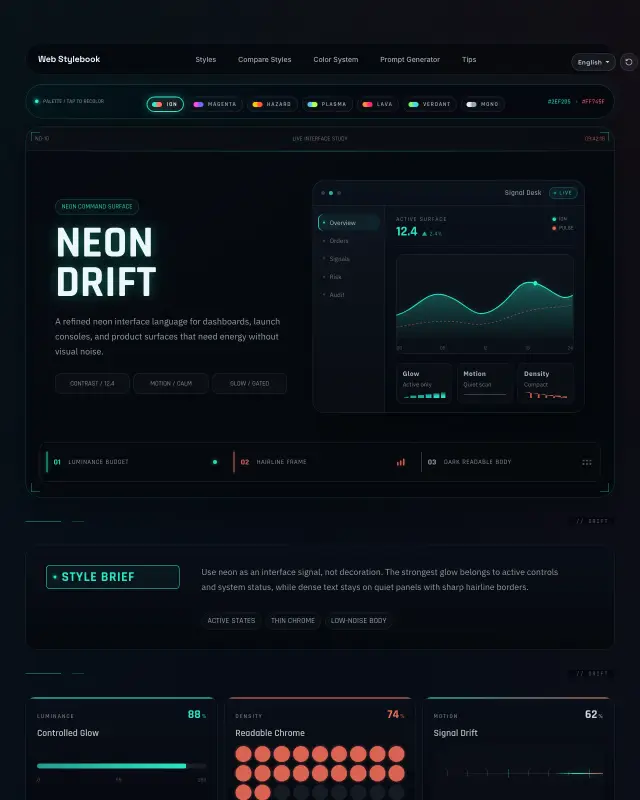 Web Stylebook
Styles
Compare Styles
Color System
Prompt Generator
Tips
English
PALETTE / TAP TO RECOLOR
ION
MAGENTA
HAZARD
PLASMA
LAVA
VERDANT
MONO
NO. 10
LIVE INTERFACE STUDY
NEON COMMAND SURFACE
NEON
DRIFT
A refined neon interface language for dashboards, launch
consoles, and product surfaces that need energy without
visual noise.
CONTRAST / 12.4
MOTION / CALM
GLOW / GATED
Signal Desk
LIVE
Overview
Orders
Signals
Risk
Audit
ACTIVE SURFACE
12.4
ION
PULSE
Glow
Active only
Motion
Quiet scan
Density
Compact
01 LUMINANCE BUDGET
02 HAIRLINE FRAME
03 DARK READABLE BODY
// DRIFT
STYLE BRIEF
Use neon as an interface signal, not decoration. The strongest glow belongs to active controls
and system status, while dense text stays on quiet panels with sharp hairline borders.
ACTIVE STATES
THIN CHROME
LOW-NOISE BODY
// DRIFT
LUMINANCE
88%
Controlled Glow
DENSITY
74%
Readable Chrome
MOTION
62%
Signal Drift